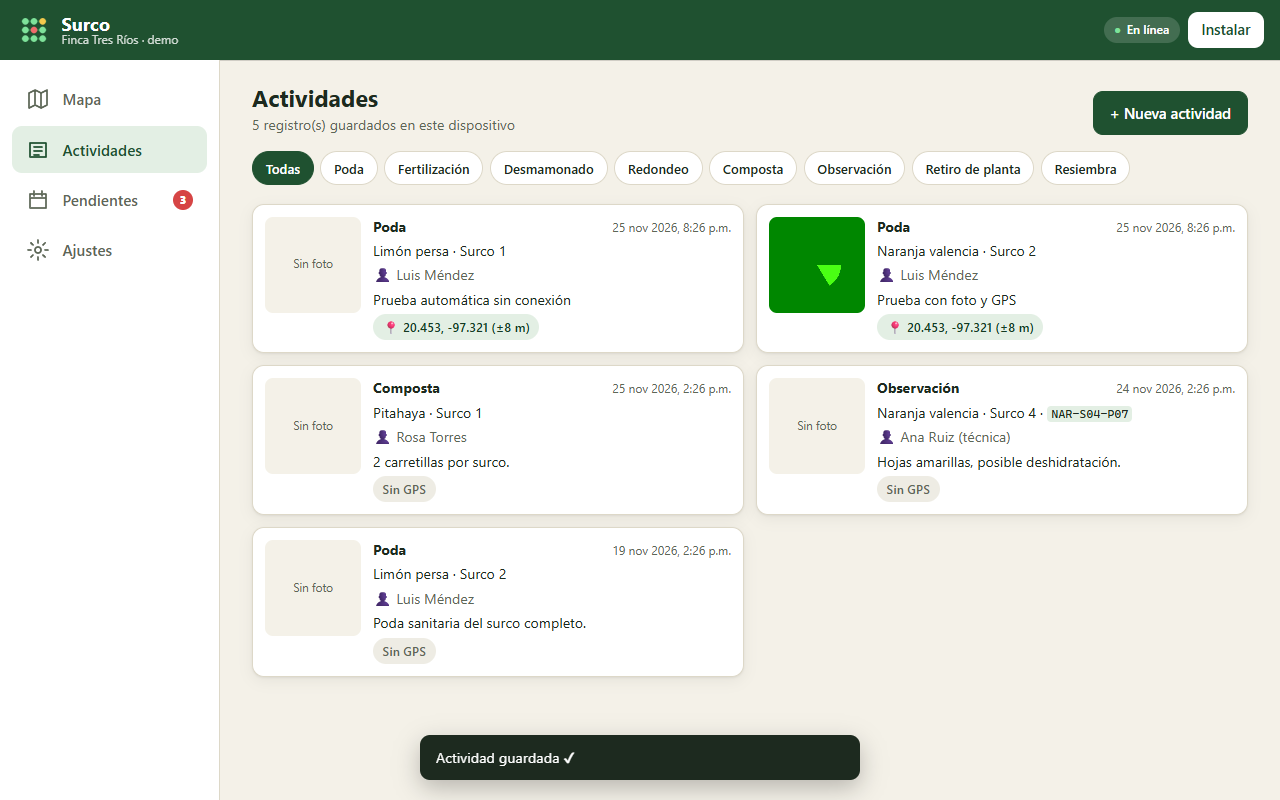 Surco
Finca Tres Ríos · demo
En línea
Instalar
Mapa
Actividades
Pendientes
3
Ajustes
Actividades
5 registro(s) guardados en este dispositivo
+ Nueva actividad
Todas
Poda
Fertilización
Desmamonado
Redondeo
Composta
Observación
Retiro de planta
Resiembra
Sin foto
Poda
25 nov 2026, 8:26 p.m.
Limón persa · Surco 1
Luis Méndez
Prueba automática sin conexión
20.453, -97.321 (±8 m)
Poda
25 nov 2026, 8:26 p.m.
Naranja valencia · Surco 2
Luis Méndez
Prueba con foto y GPS
20.453, -97.321 (±8 m)
Sin foto
Composta
25 nov 2026, 2:26 p.m.
Pitahaya · Surco 1
Rosa Torres
2 carretillas por surco.
Sin GPS
Sin foto
Observación
24 nov 2026, 2:26 p.m.
Naranja valencia · Surco 4 · NAR-S04-P07
Ana Ruiz (técnica)
Hojas amarillas, posible deshidratación.
Sin GPS
Sin foto
Poda
19 nov 2026, 2:26 p.m.
Limón persa · Surco 2
Luis Méndez
Poda sanitaria del surco completo.
Sin GPS
Actividad guardada ✓